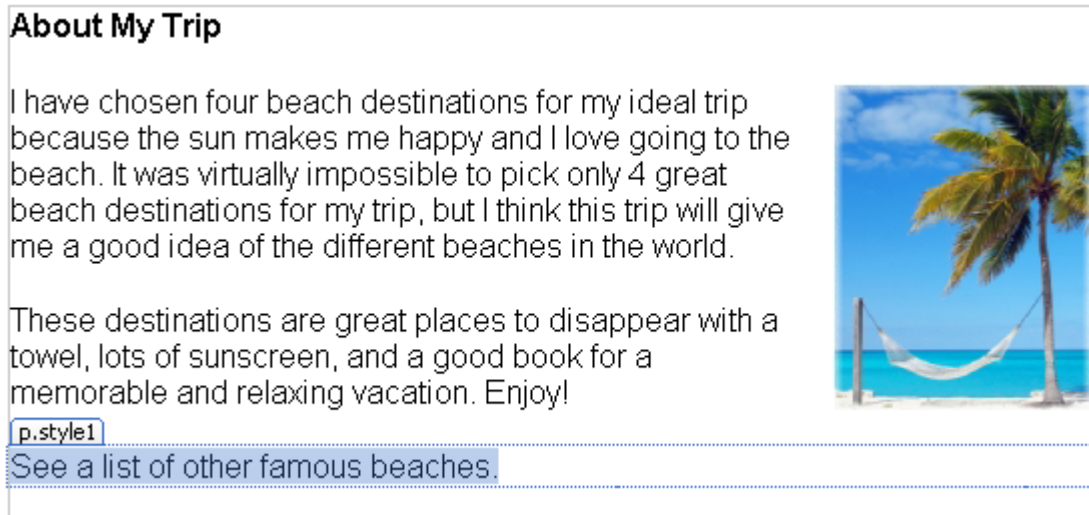 About My Trip
I have chosen four beach destinations for my ideal trip
because the sun makes me happy and I love going to the
beach. It was virtually impossible to pick only 4 great
beach destinations for my trip, but I think this trip will give
me a good idea of the different beaches in the world.
These destinations are great places to disappear with a
towel, lots of sunscreen, and a good book for a
memorable and relaxing vacation. Enjoy!
p.style1
See a list of other famous beaches.